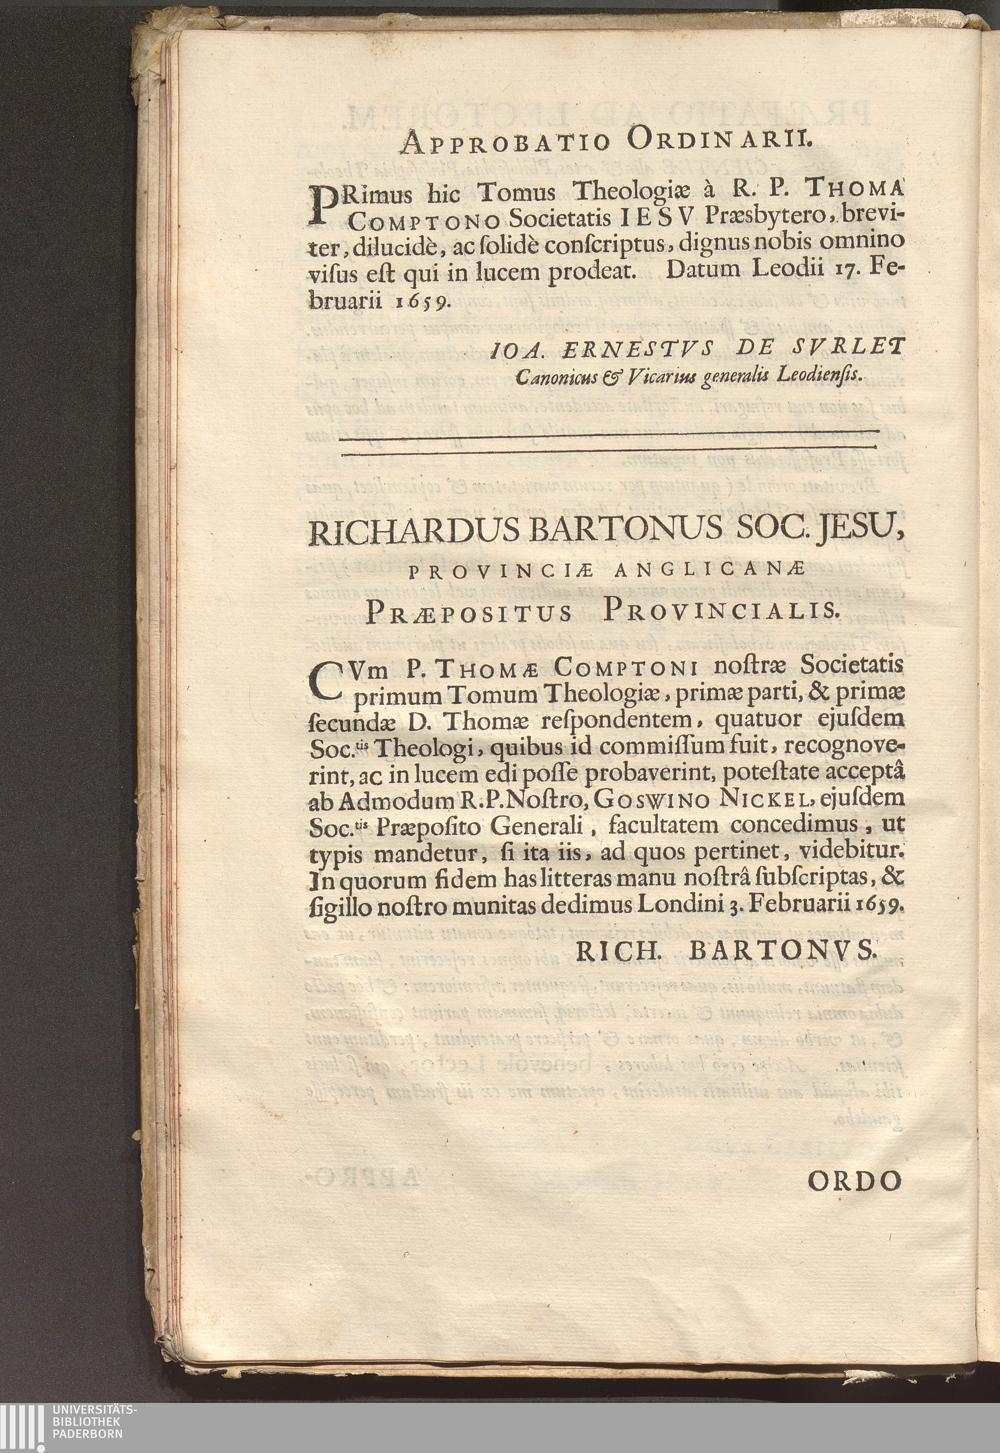 APPROBATIO ORDINARII.
PRimus hic Tomus Theologiæ à R. P. THOMA
COMPTONO Societatis IESV Præsbytero, brevi-
ter, dilucidè, ac ſolidè conſcriptus, dignus nobis omnino
viſus eſt qui in lucem prodeat. Datum Leodii 17. Fe-
bruarii 1659.
IOA. ERNESTVS DE SVRLET
Canonicus & Vicarius generalis Leodienſis.
RICHARDUS BARTONUS SOC. JESU,
PROVINCIÆ ANGLICANÆ
PRÆPOSITUS PROVINCIALIS.
CVm P. THOMÆ COMPTONI noſtræ Societatis
primum Tomum Theologiæ, primæ parti, & primæ
ſecundæ D. Thomæ reſpondentem, quatuor ejuſdem
Soc.tis Theologi, quibus id commiſſum fuit, recognove-
rint, ac in lucem edi poſſe probaverint, poteſtate acceptâ
ab Admodum R.P.Noſtro, GOSWINO NICKEL, ejuſdem
Soc.tis Præpoſito Generali, facultatem concedimus, ut
typis mandetur, ſi ita iis, ad quos pertinet, videbitur.
In quorum fidem has litteras manu noſtrâ ſubſcriptas, &
ſigillo noſtro munitas dedimus Londini 3. Februarii 1659.
RICH. BARTONVS.
ORDO
UNIVERSITÄTS-
BIBLIOTHEK
PADERBORN